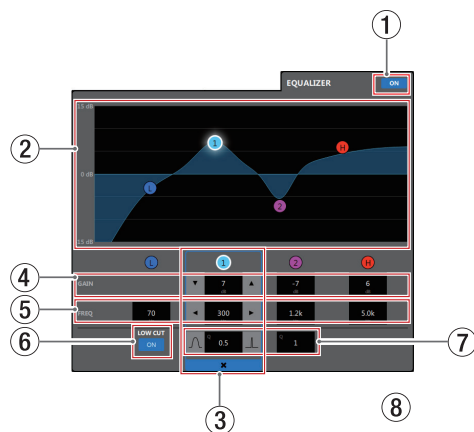 1
EQUALIZER
ON
15 dB
2
1
H
0 dB
L
2
15 dB
L
1
2
H
4
GAIN
▼
7
dB
▲
-7
dB
6
dB
5
FREQ
70
◄
300
►
1.2k
5.0k
6
LOW CUT
ON
Q
0.5
Q
1
7
✖
3
8